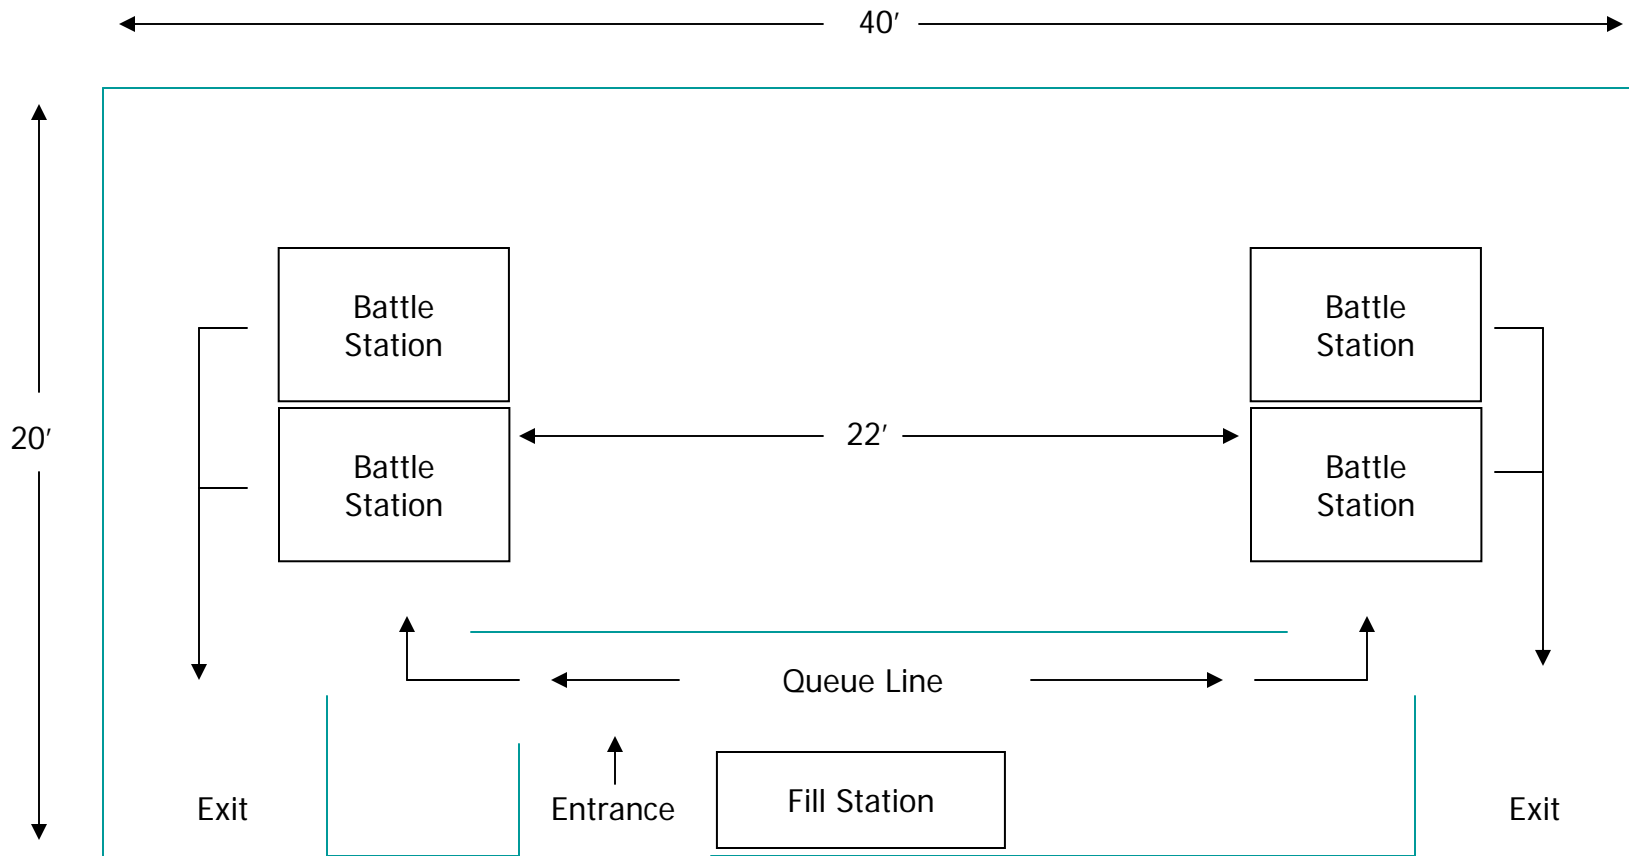 40′
Battle
Station
Battle
Station
20′
22′
Battle
Station
Battle
Station
Queue Line
Exit
Entrance
Fill Station
Exit